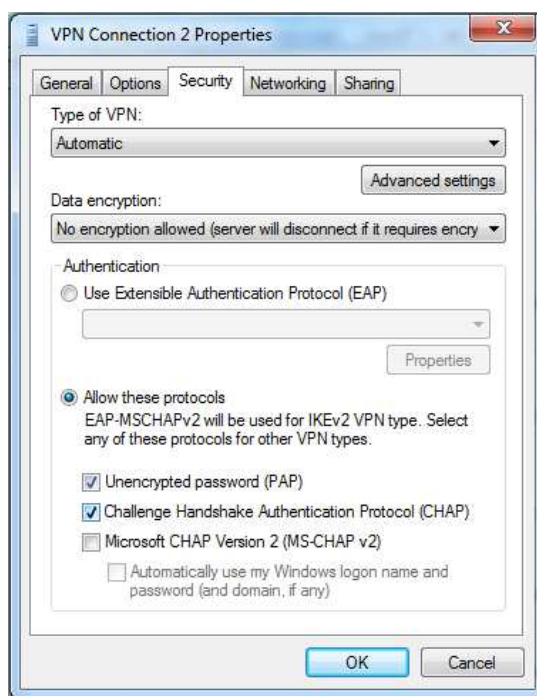 VPN Connection 2 Properties
General Options Security Networking Sharing
Type of VPN:
Automatic
Advanced settings
Data encryption:
No encryption allowed (server will disconnect if it requires encry
Authentication
Use Extensible Authentication Protocol (EAP)
Properties
Allow these protocols
EAP-MSCHAPv2 will be used for IKEv2 VPN type. Select
any of these protocols for other VPN types.
Unencrypted password (PAP)
Challenge Handshake Authentication Protocol (CHAP)
Microsoft CHAP Version 2 (MS-CHAP v2)
Automatically use my Windows logon name and
password (and domain, if any)
OK Cancel